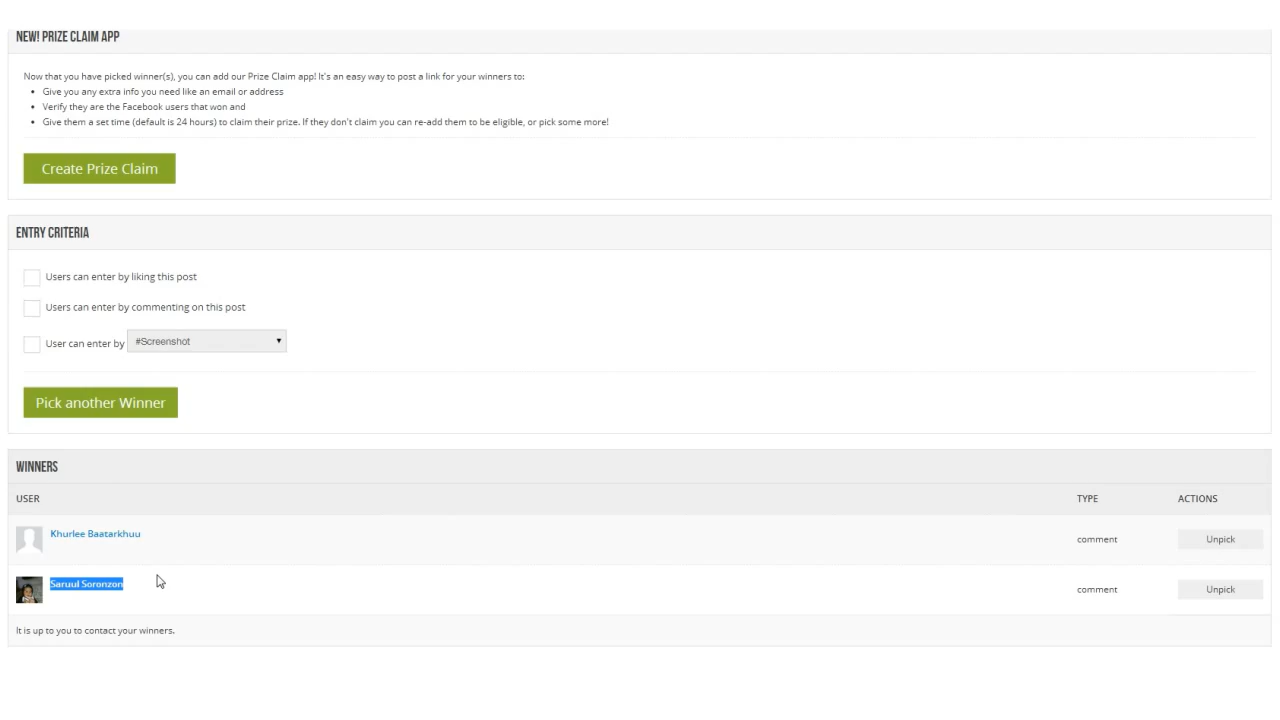 NEW! PRIZE CLAIM APP
Now that you have picked winner(s), you can add our Prize Claim app! It's an easy way to post a link for your winners to:
Give you any extra info you need like an email or address
Verify they are the Facebook users that won and
Give them a set time (default is 24 hours) to claim their prize. If they don't claim you can re-add them to be eligible, or pick some more!
Create Prize Claim
ENTRY CRITERIA
Users can enter by liking this post
Users can enter by commenting on this post
User can enter by #Screenshot
Pick another Winner
WINNERS
USER TYPE ACTIONS
Khurlee Baatarkhuu comment Unpick
Saruul Soronzon comment Unpick
It is up to you to contact your winners.